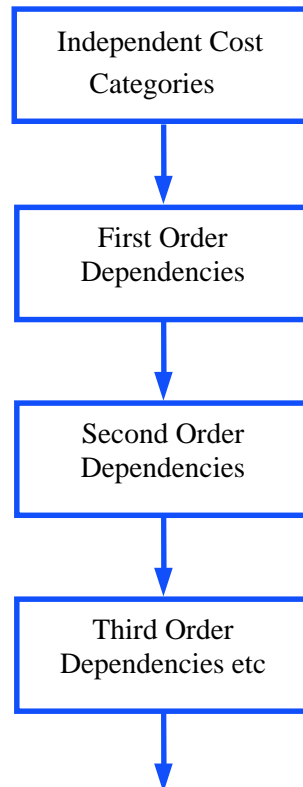 Independent Cost
Categories
First Order
Dependencies
Second Order
Dependencies
Third Order
Dependencies etc